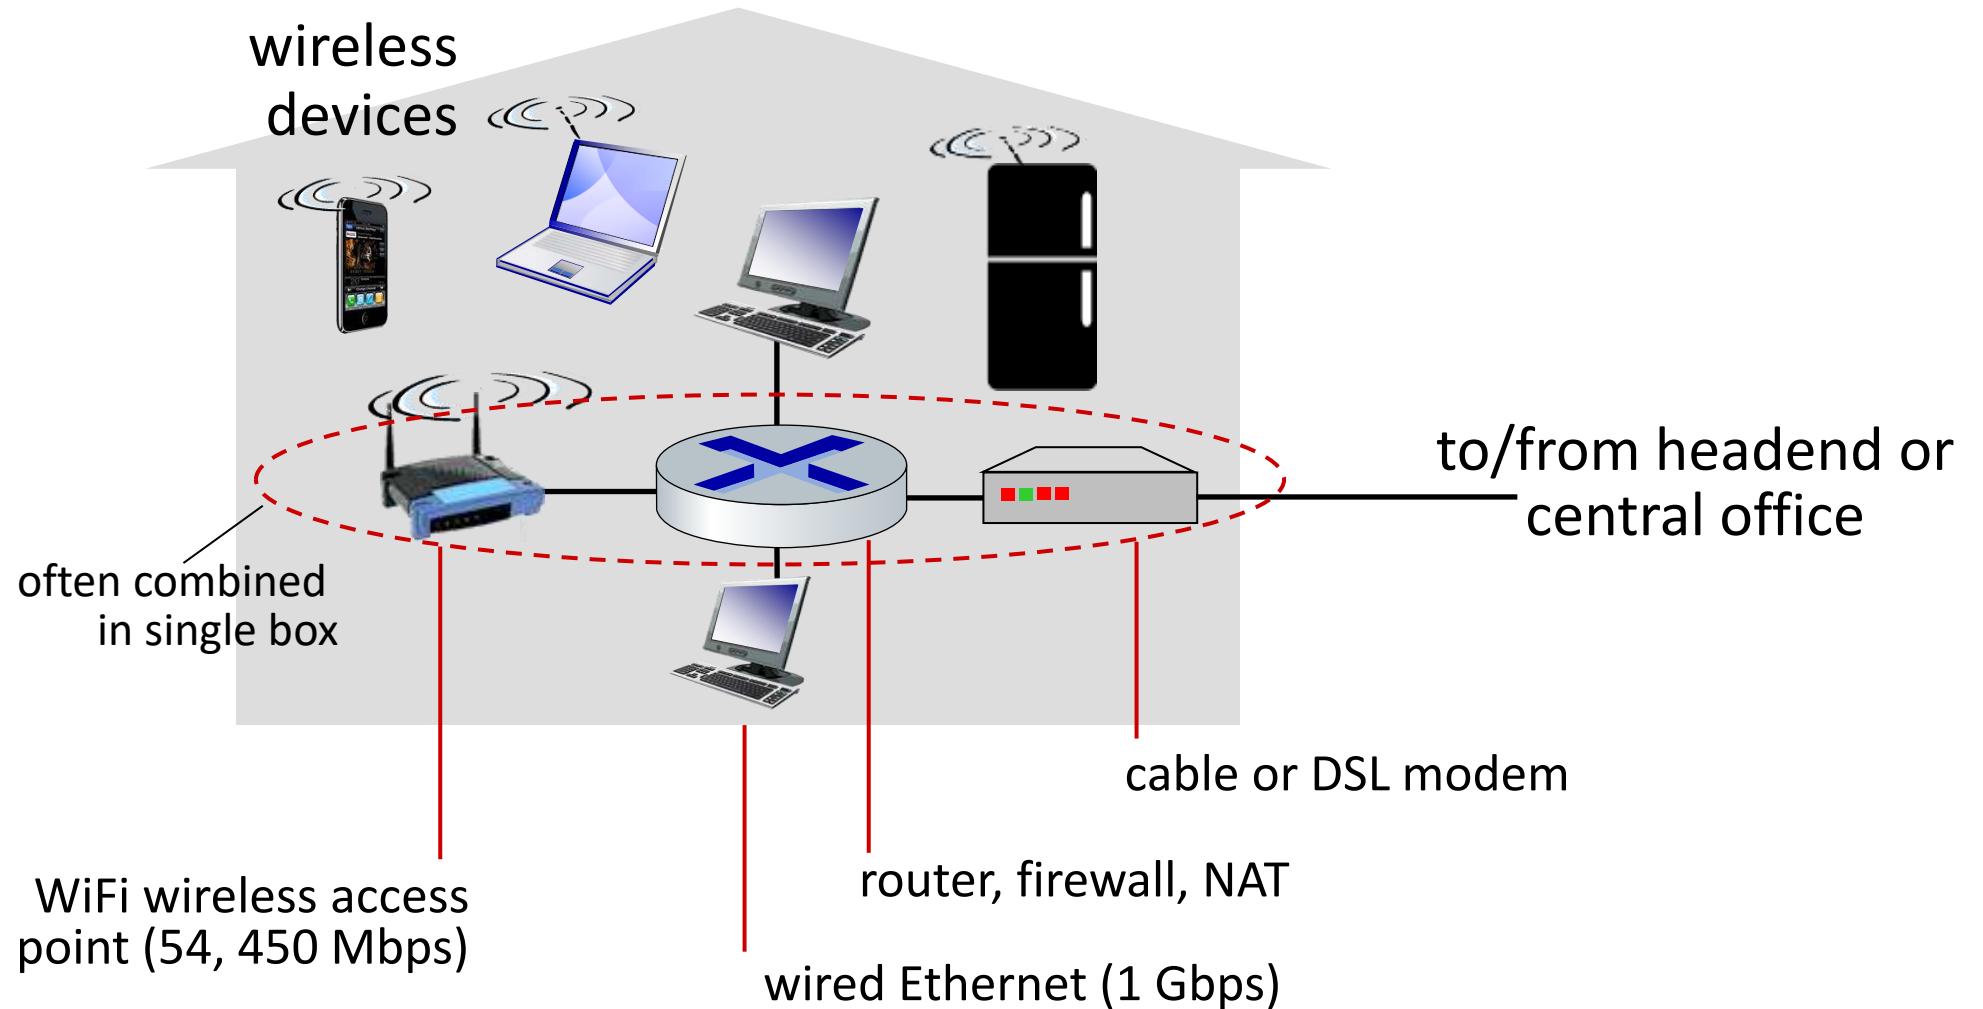 wireless
devices
to/from headend or
central office
often combined
in single box
cable or DSL modem
router, firewall, NAT
WiFi wireless access
point (54, 450 Mbps)
wired Ethernet (1 Gbps)